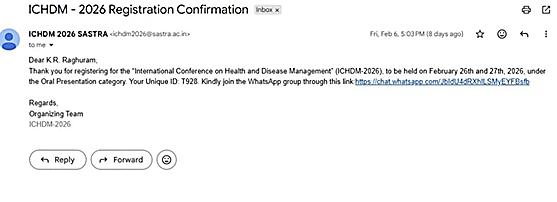 ICHDM - 2026 Registration Confirmation Inbox ×
ICHDM 2026 SASTRA <ichdm2026@sastra.ac.in> Fri, Feb 6, 5:03 PM (8 days ago)
to me
Dear K.R. Raghuram,
Thank you for registering for the "International Conference on Health and Disease Management" (ICHDM-2026), to be held on February 26th and 27th, 2026, under
the Oral Presentation category. Your Unique ID: T928. Kindly join the WhatsApp group through this link:
Regards,
Organizing Team
ICHDM-2026
Reply Forward